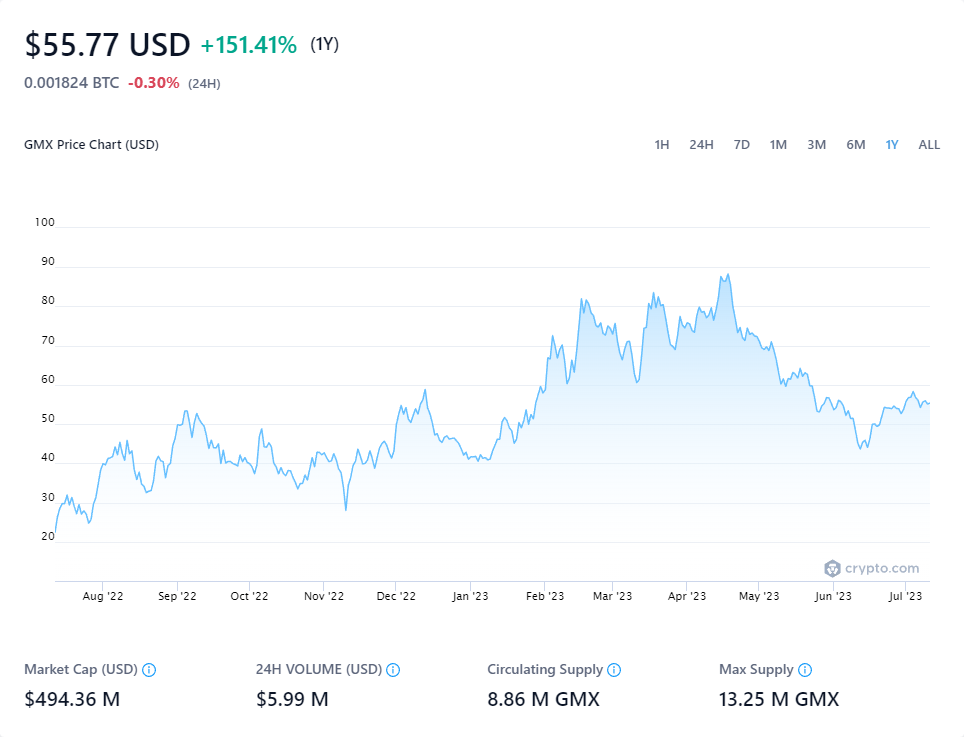 $55.77 USD +151.41% (1Y)
0.001824 BTC -0.30% (24H)
GMX Price Chart (USD) 1H 24H 7D 1M 3M 6M 1Y ALL
100
90
80
70
60
50
40
30
20
crypto.com
Aug '22 Sep '22 Oct '22 Nov '22 Dec '22 Jan '23 Feb '23 Mar '23 Apr '23 May '23 Jun '23 Jul '23
Market Cap (USD) 24H VOLUME (USD) Circulating Supply Max Supply
$494.36 M $5.99 M 8.86 M GMX 13.25 M GMX